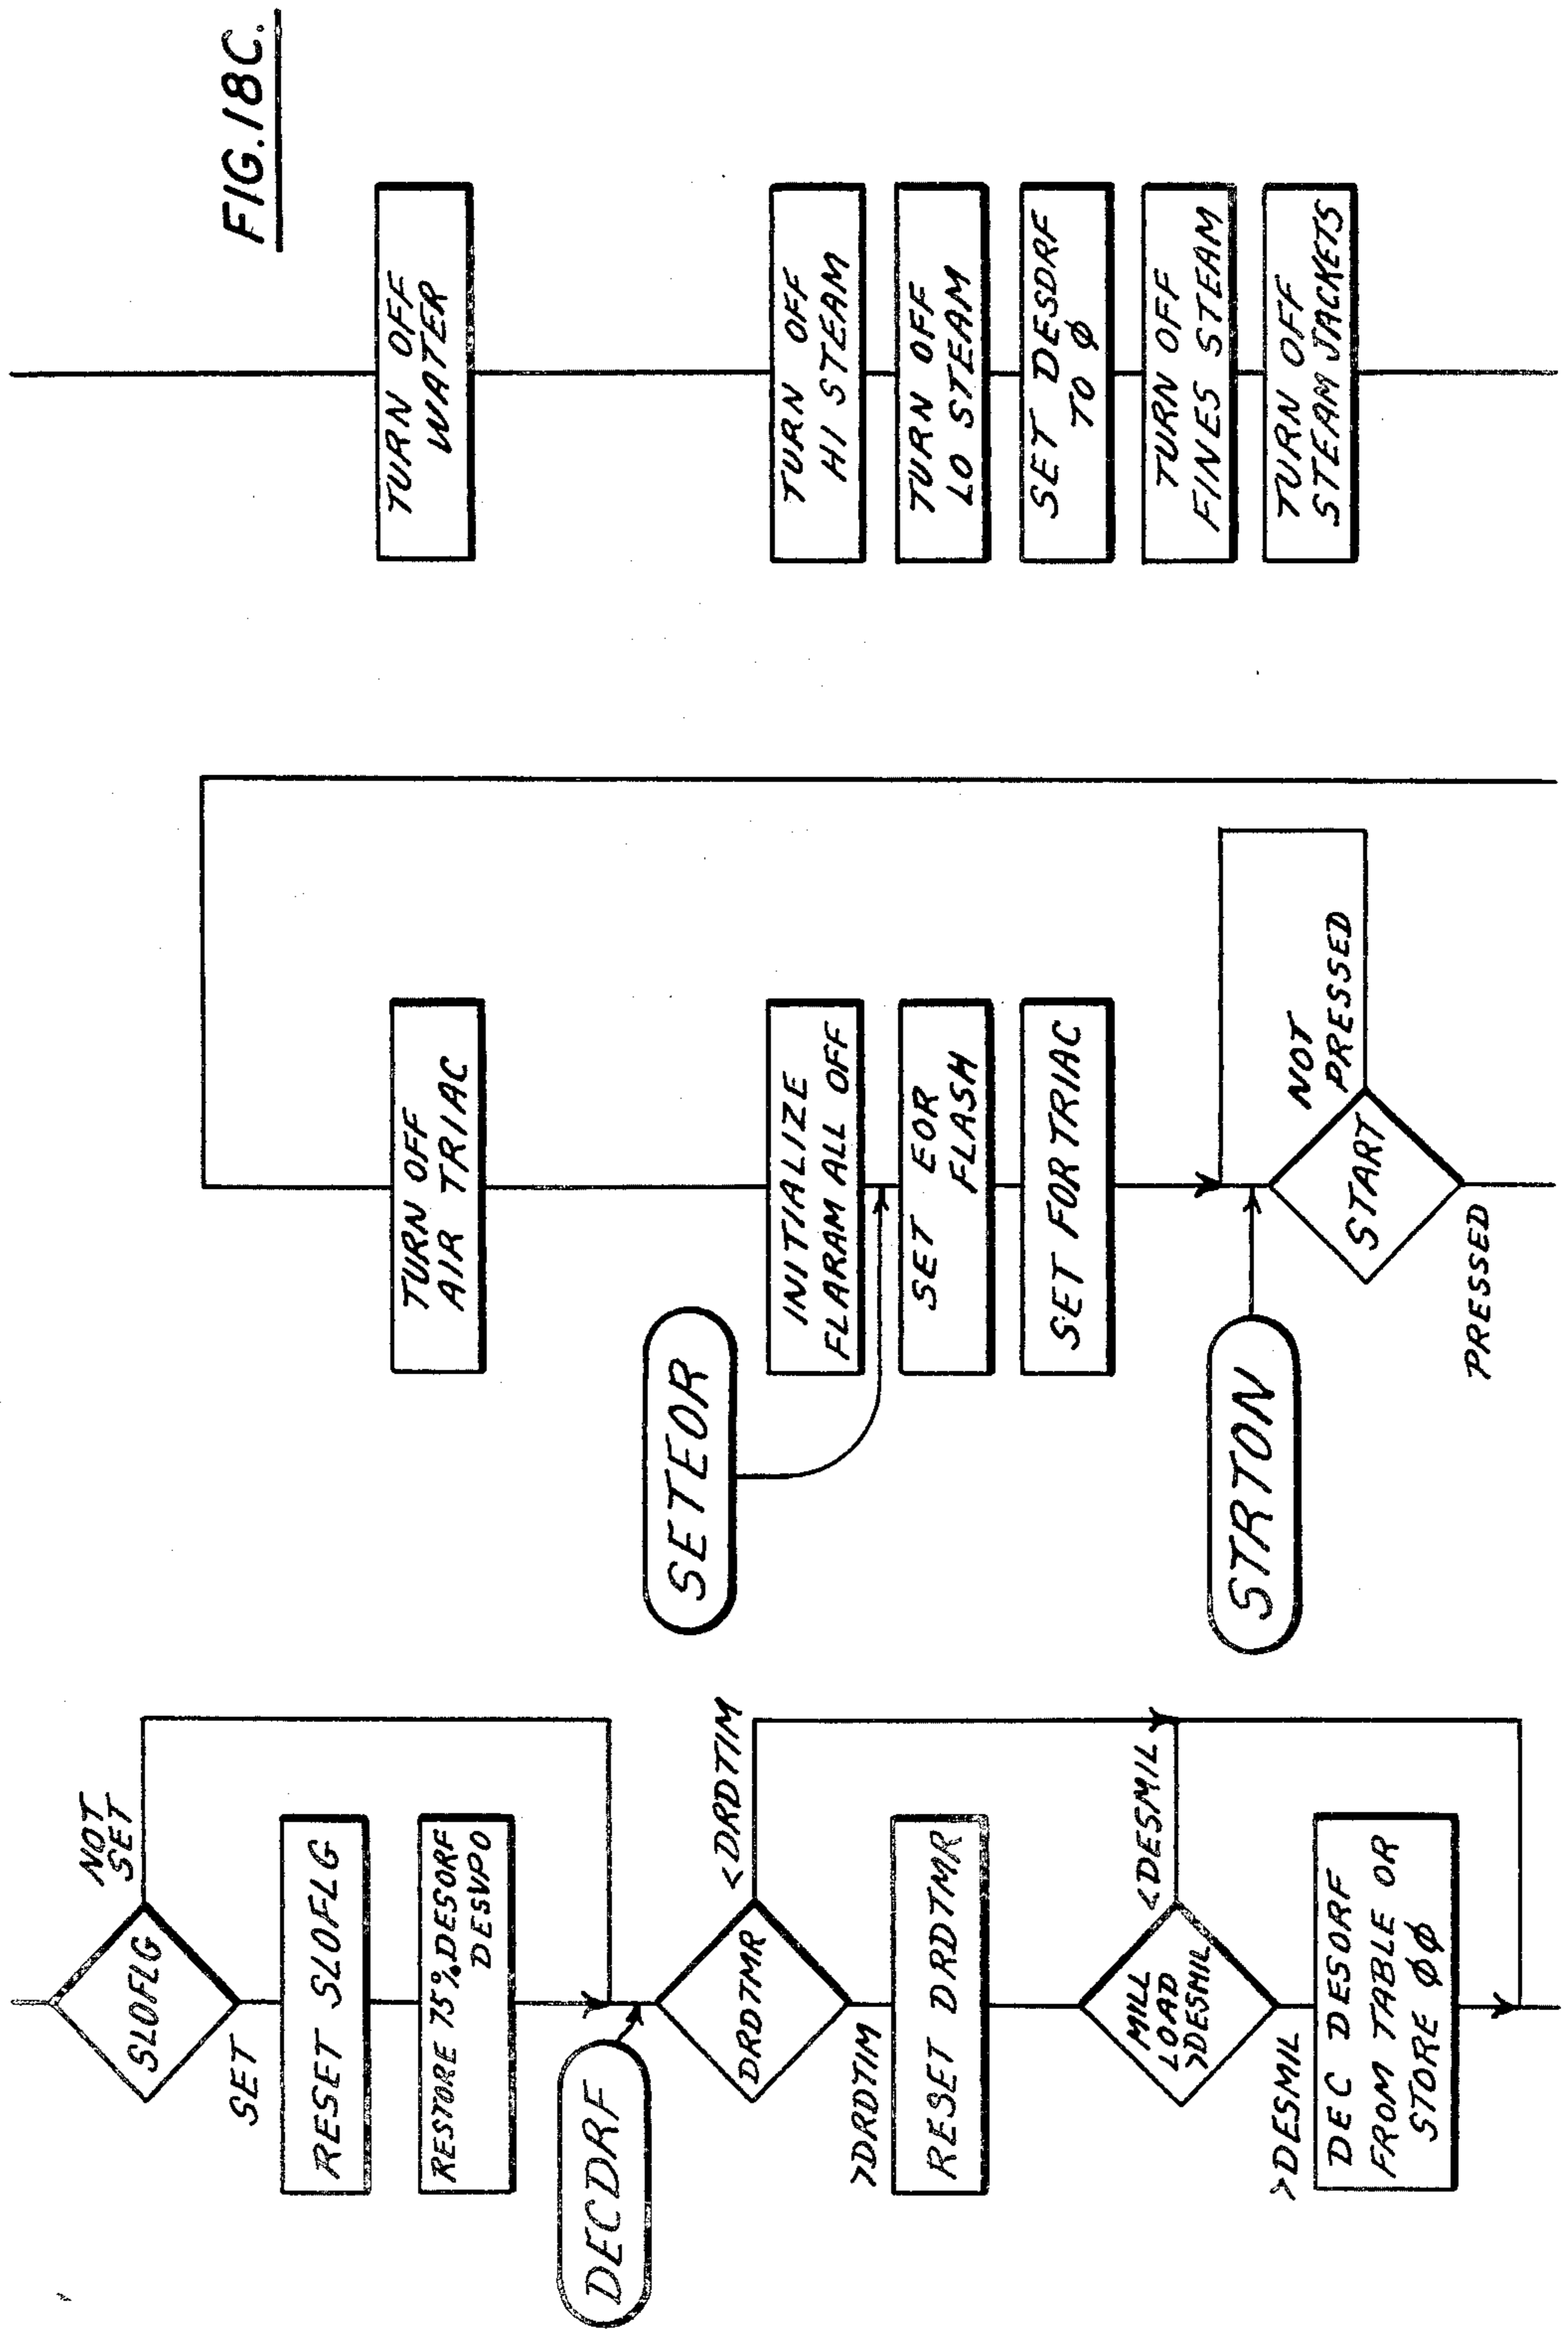 FIG. 18C.
SLOFLG
NOT
SET
SET
RESET SLOFLG
RESTORE 75% DESORF
DESVPO
DECDRF
DRDTMR
<DRDTIM
>DRDTIM
RESET DRDTMR
MILL
LOAD
>DESMIL
<DESMIL
>DESMIL
DEC DESORF
FROM TABLE OR
STORE ØØ
TURN OFF
AIR TRIAC
SETEOR
INITIALIZE
FLARAM ALL OFF
SET EOR
FLASH
SET FOR TRIAC
STRTON
START
NOT
PRESSED
PRESSED
TURN OFF
WATER
TURN OFF
HI STEAM
TURN OFF
LO STEAM
SET DESDRF
TO Ø
TURN OFF
FINES STEAM
TURN OFF
STEAM JACKETS